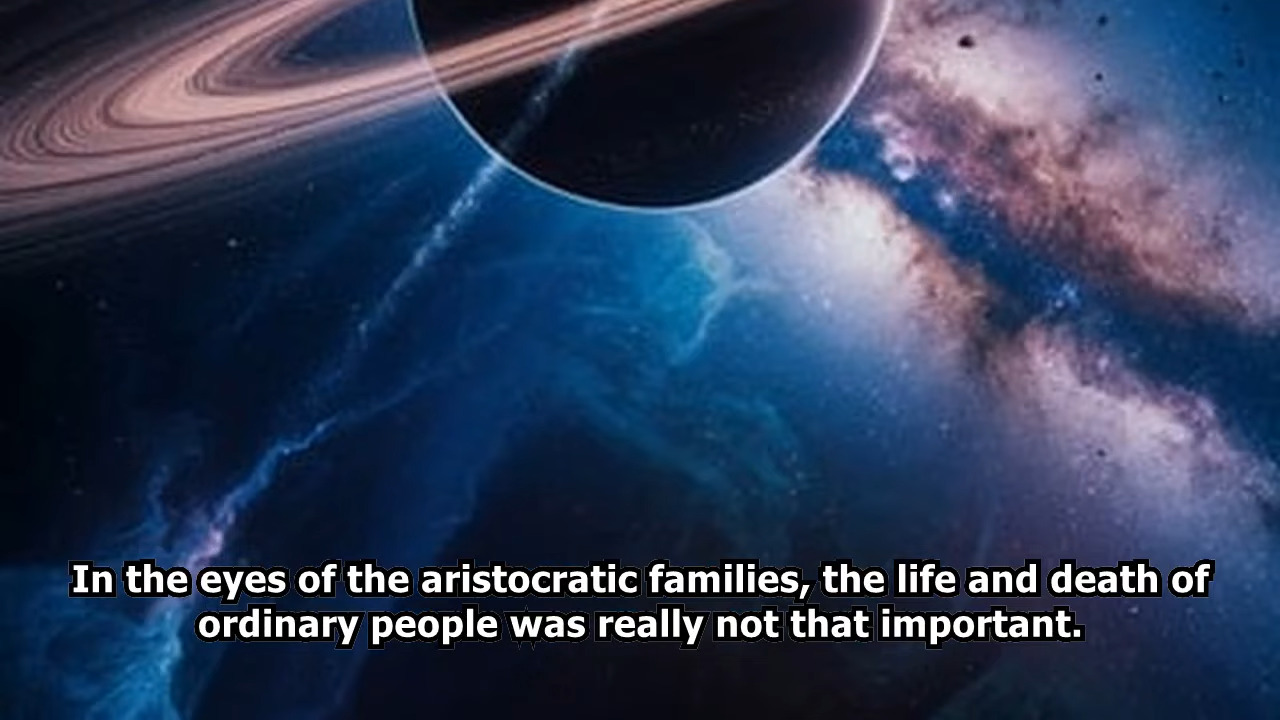 In the eyes of the aristocratic families, the life and death of
ordinary people was really not that important.